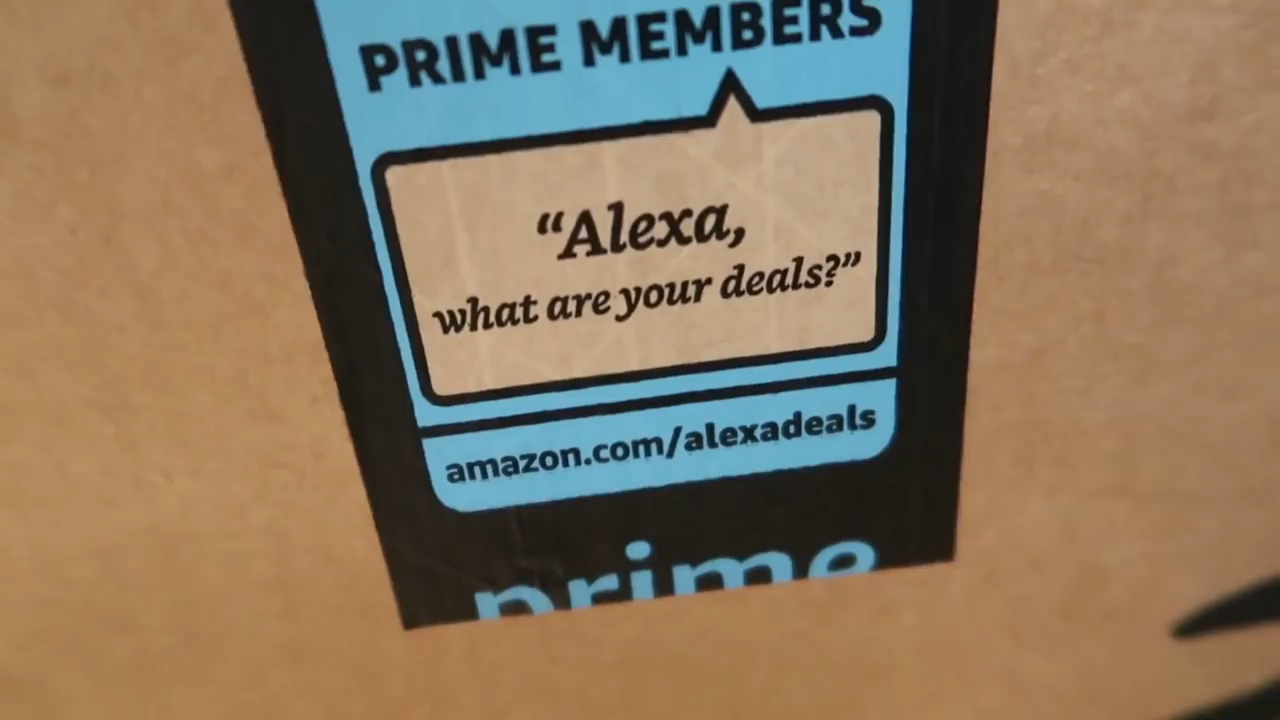 PRIME MEMBERS
“Alexa,
what are your deals?”
amazon.com/alexadeals
prime